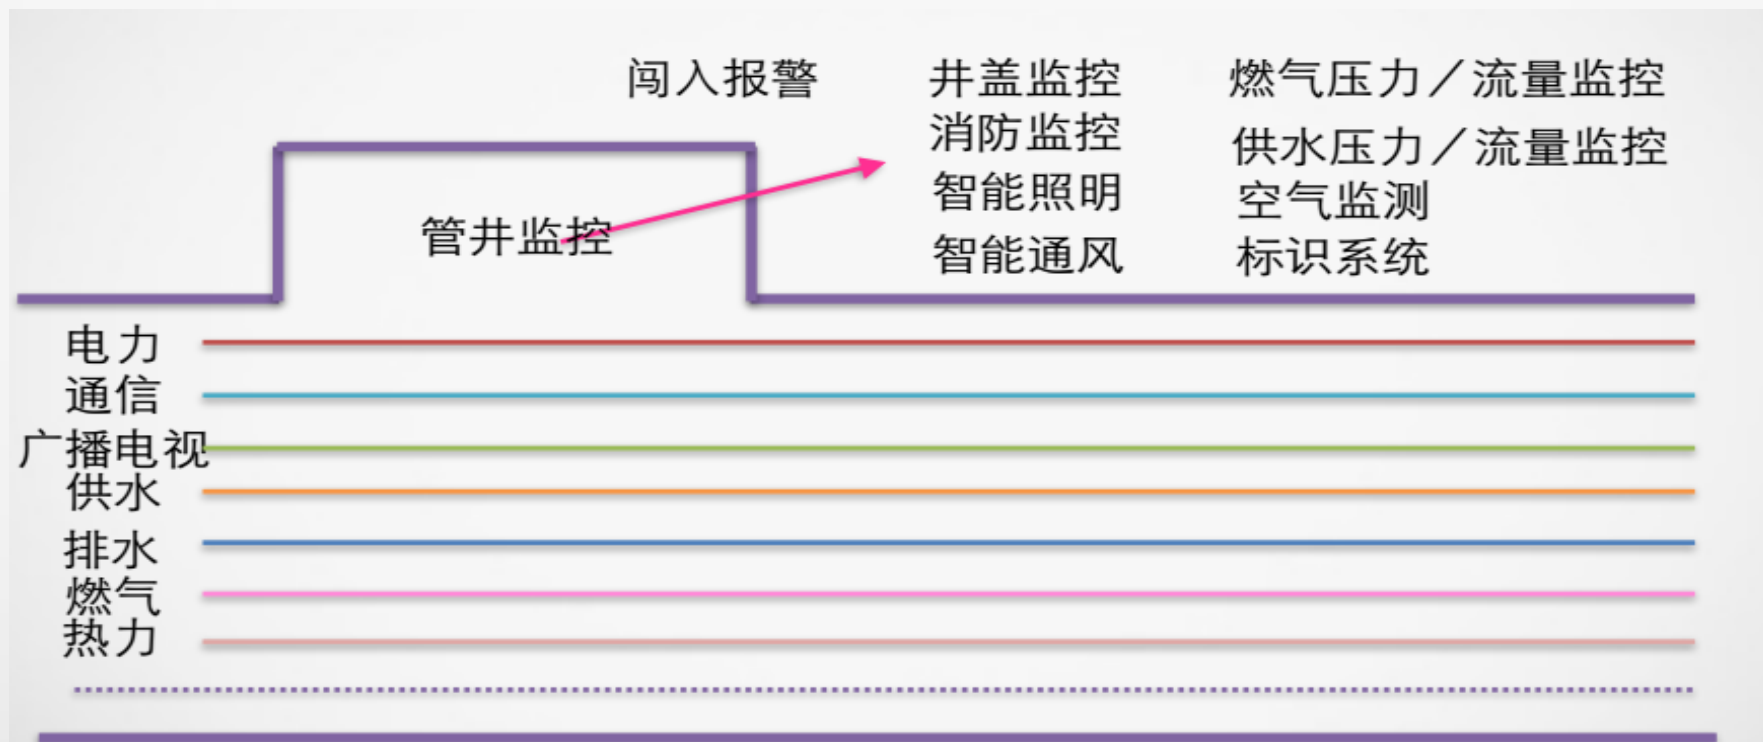 闯入报警
井盖监控
燃气压力／流量监控
消防监控
供水压力／流量监控
智能照明
空气监测
管井监控
智能通风
标识系统
电力
通信
广播电视
供水
排水
燃气
热力